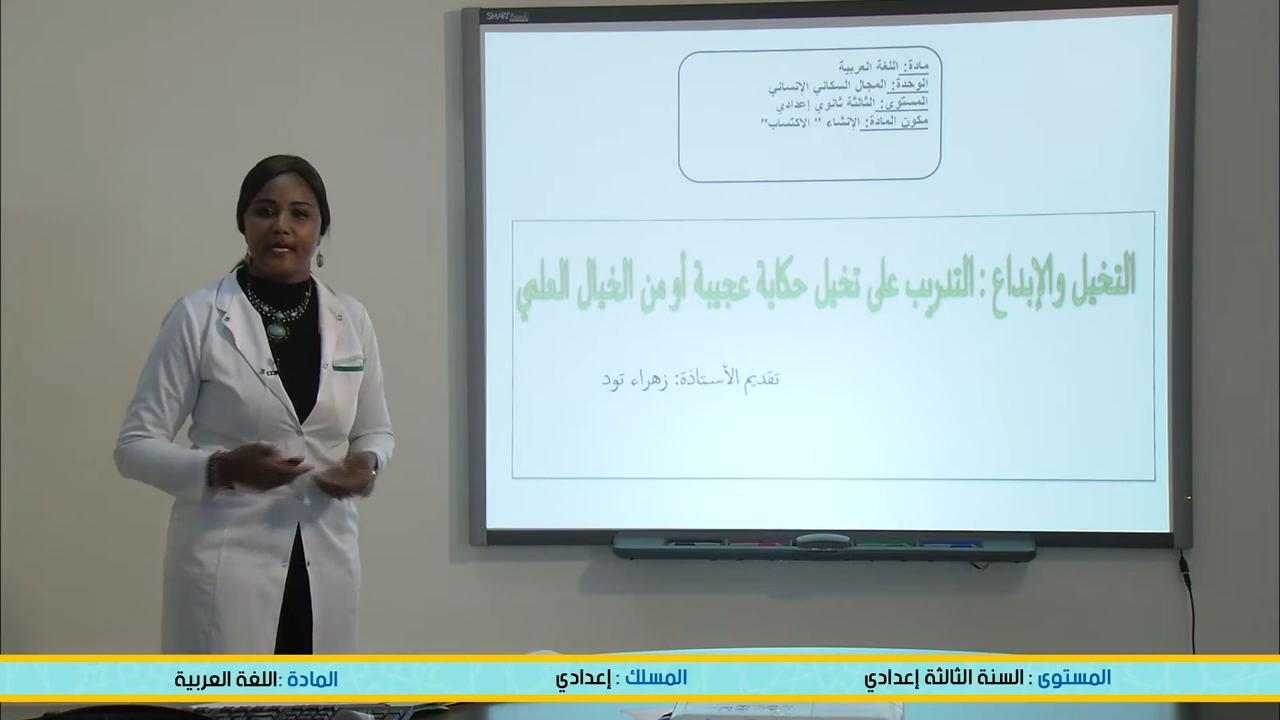 SMART
مادة: اللغة العربية
الوحدة: المجال السكاني الإنساني
المستوى: الثالثة ثانوي إعدادي
مكون المادة: الإنشاء " الاكتساب"
التخيل والإبداع : التدريب على تخيل حكاية عجيبة أو من الخيال العلمي
تقديم الأستاذة: زهراء تود
المستوى : السنة الثالثة إعدادي
المسلك : إعدادي
المادة :اللغة العربية